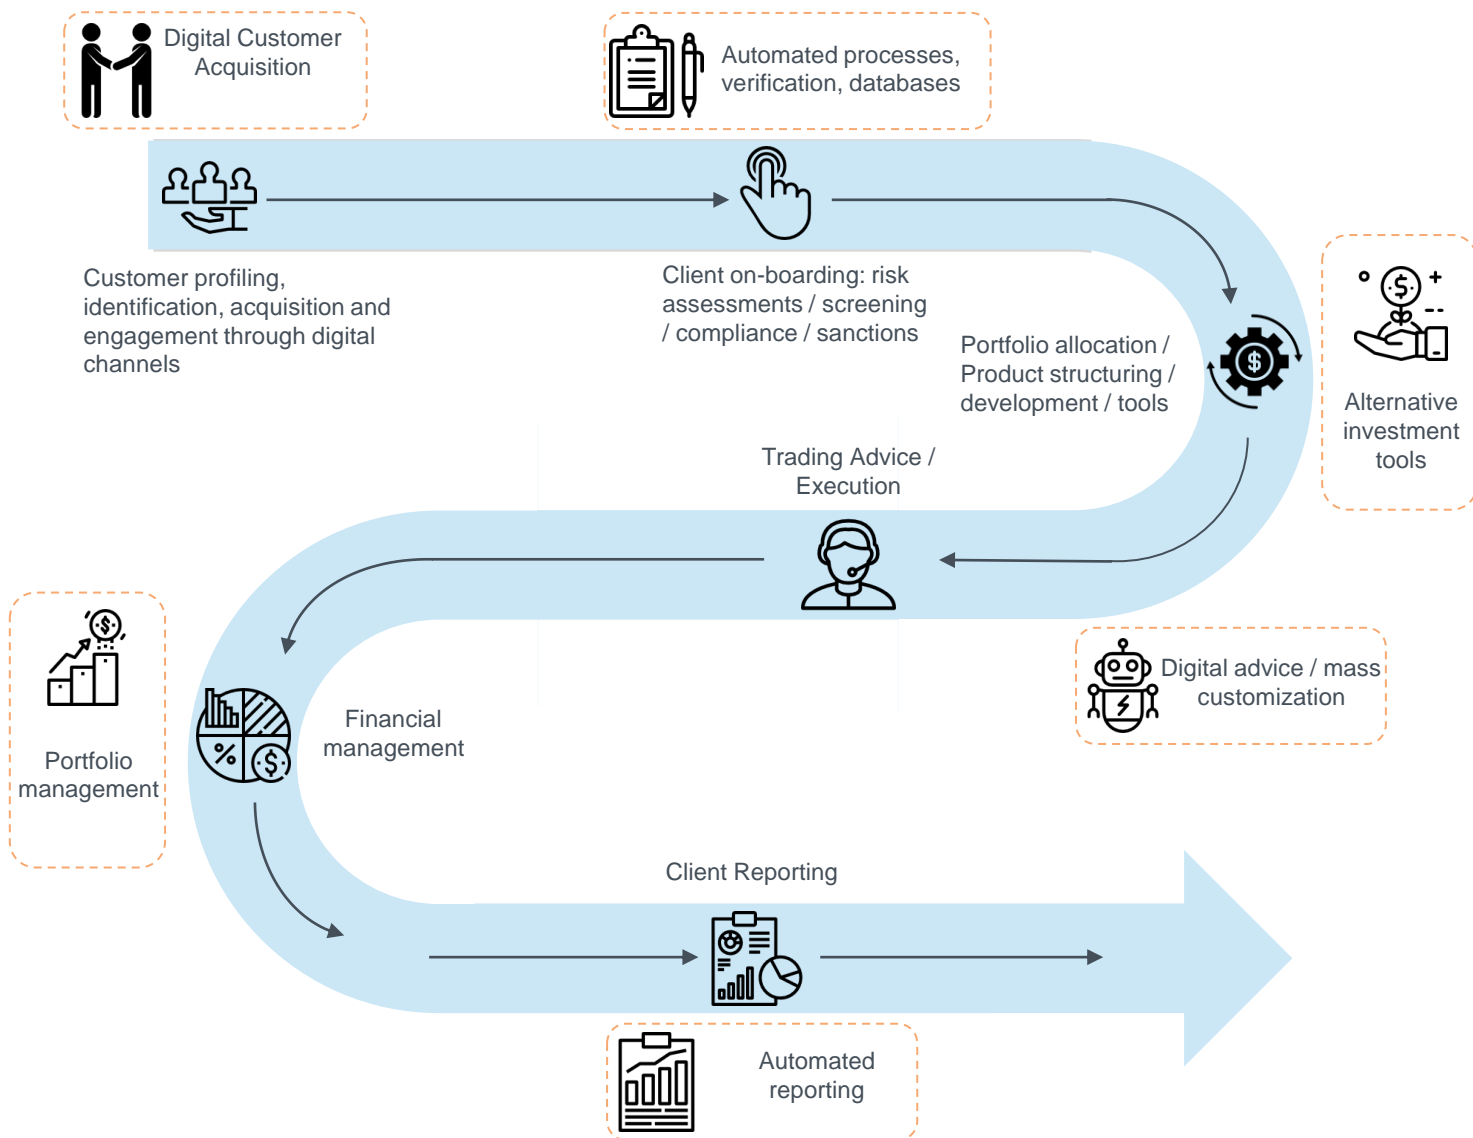 Digital Customer
Acquisition
Automated processes,
verification, databases
Customer profiling,
identification, acquisition and
engagement through digital
channels
Client on-boarding: risk
assessments / screening
/ compliance / sanctions
Portfolio allocation /
Product structuring /
development / tools
$
$
Alternative
investment
tools
Trading Advice /
Execution
Digital advice / mass
customization
$
Portfolio
management
%
$
Financial
management
Client Reporting
Automated
reporting